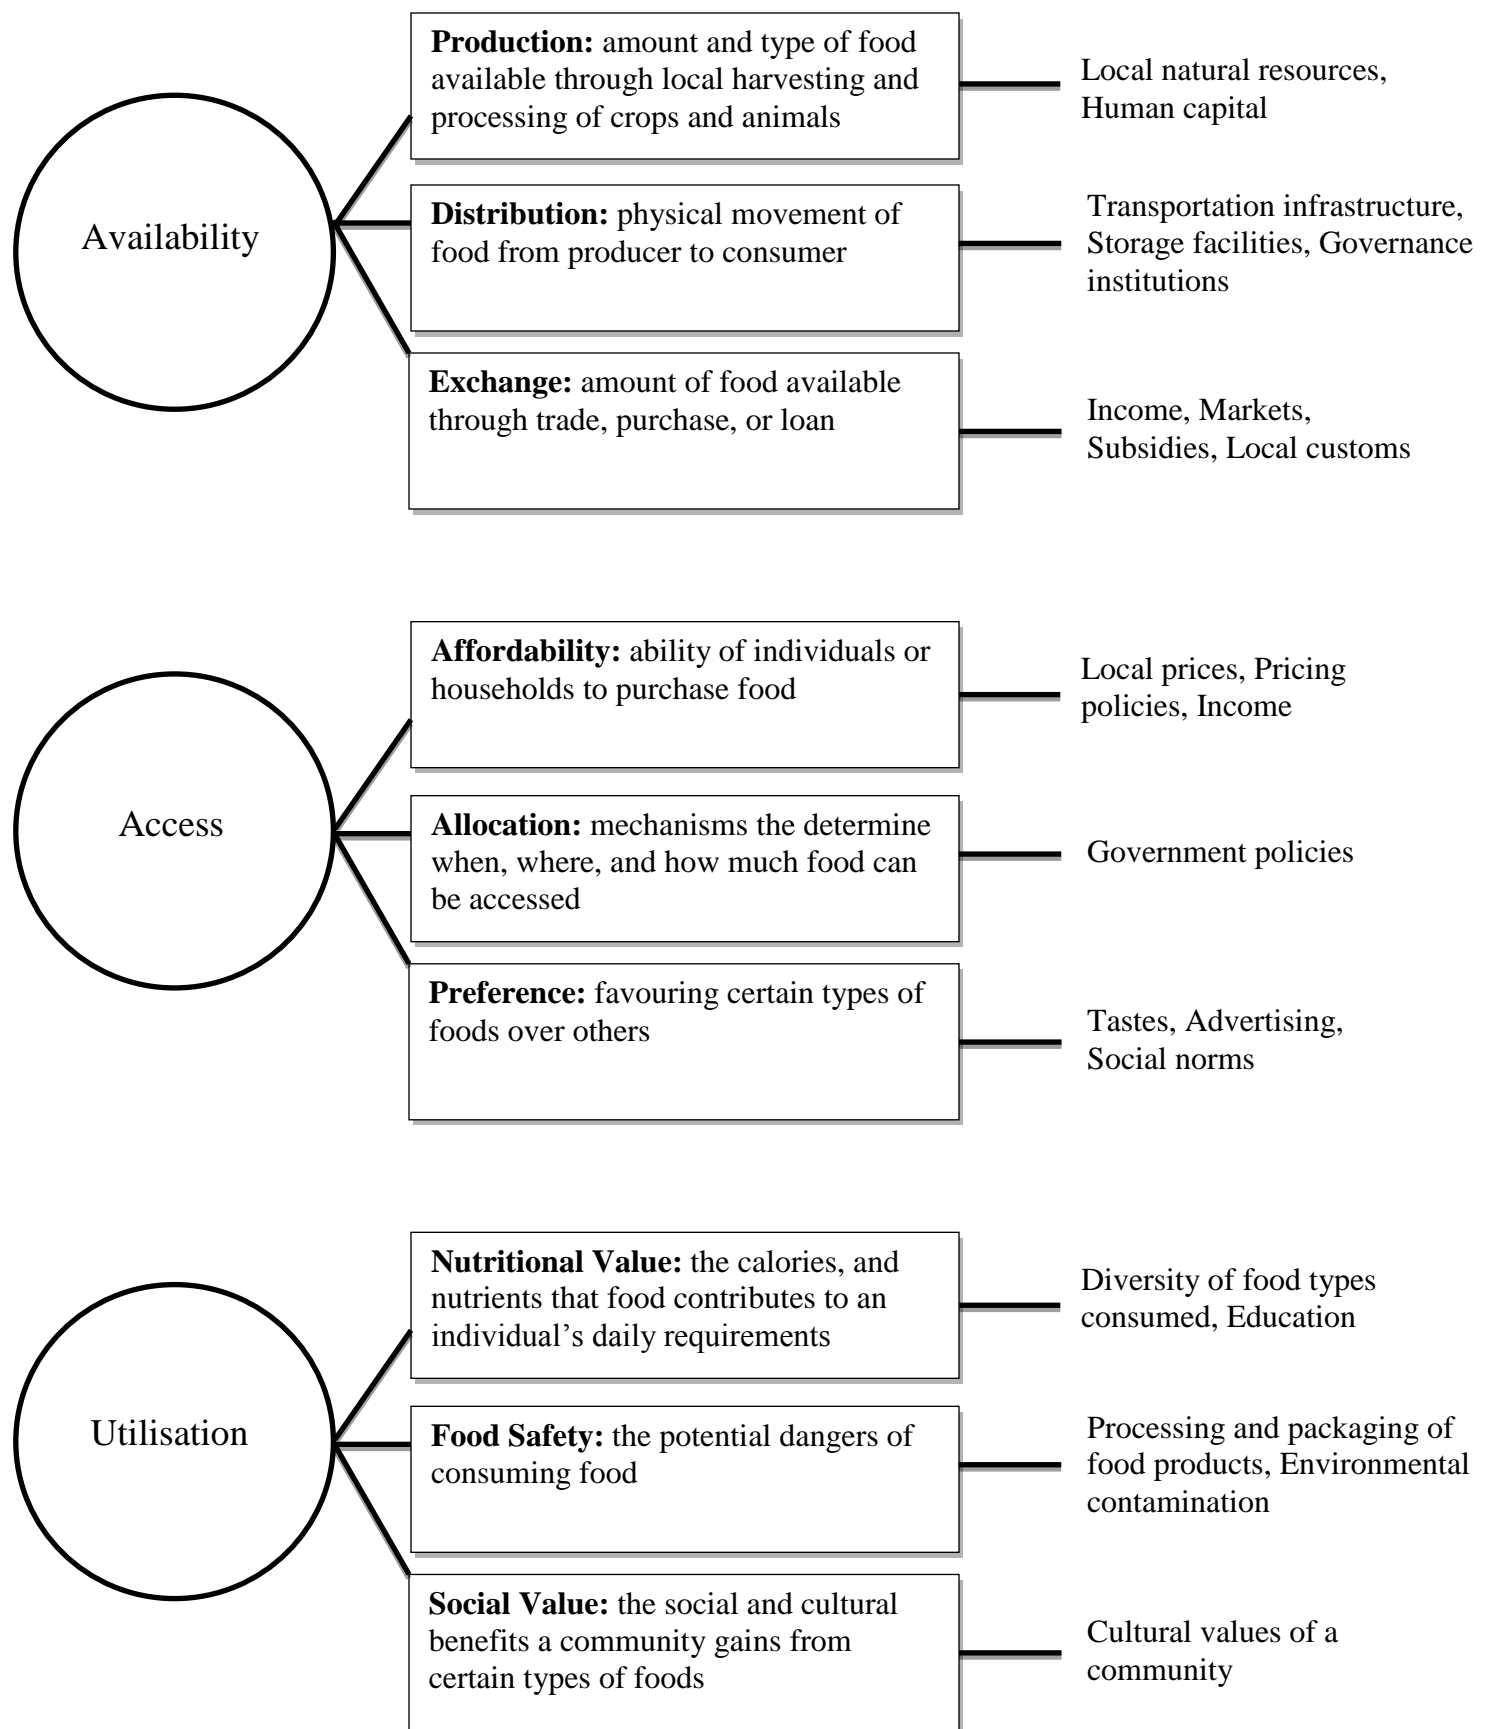 Production: amount and type of food
available through local harvesting and
processing of crops and animals
Local natural resources,
Human capital
Availability
Distribution: physical movement of
food from producer to consumer
Transportation infrastructure,
Storage facilities, Governance
institutions
Exchange: amount of food available
through trade, purchase, or loan
Income, Markets,
Subsidies, Local customs
Affordability: ability of individuals or
households to purchase food
Local prices, Pricing
policies, Income
Access
Allocation: mechanisms the determine
when, where, and how much food can
be accessed
Government policies
Preference: favouring certain types of
foods over others
Tastes, Advertising,
Social norms
Nutritional Value: the calories, and
nutrients that food contributes to an
individual’s daily requirements
Diversity of food types
consumed, Education
Utilisation
Food Safety: the potential dangers of
consuming food
Processing and packaging of
food products, Environmental
contamination
Social Value: the social and cultural
benefits a community gains from
certain types of foods
Cultural values of a
community